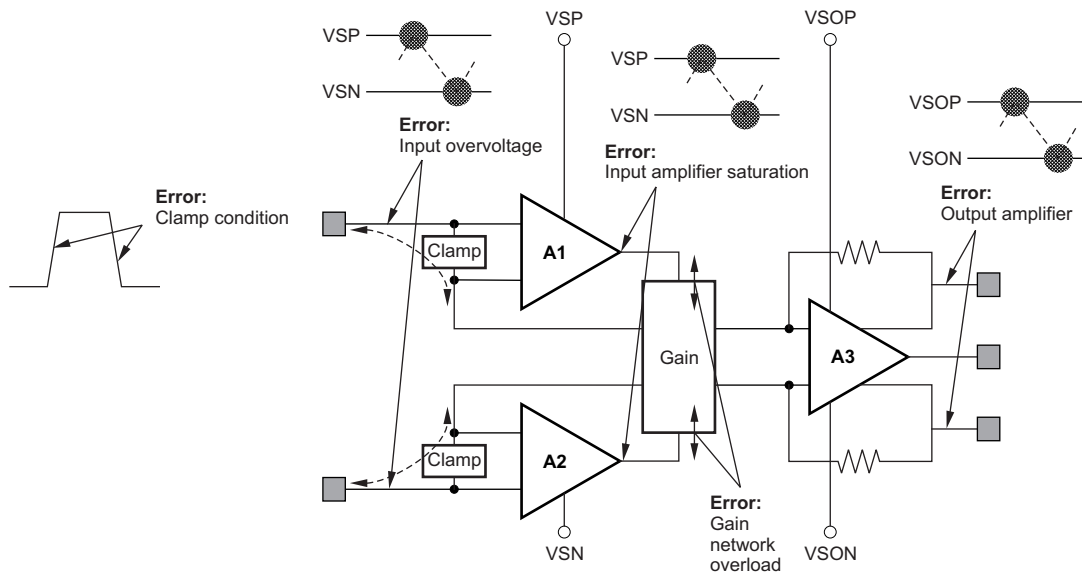 VSP
VSOP
VSP
VSN
VSP
VSN
VSOP
VSON
Error:
Input overvoltage
Error:
Input amplifier saturation
Error:
Output amplifier
Error:
Clamp condition
Clamp
A1
Gain
A3
Clamp
A2
Error:
Gain
network
overload
VSN
VSON